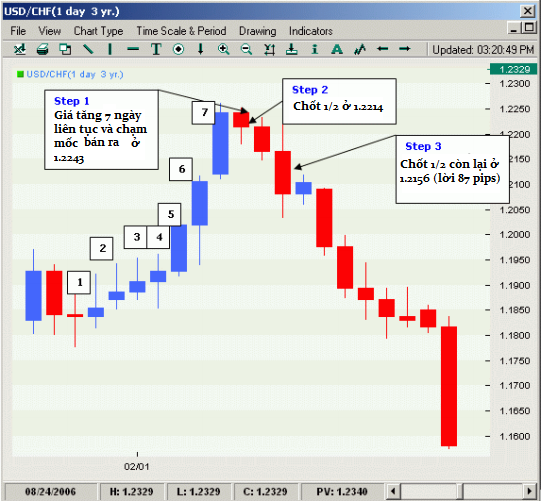 USD/CHF(1 day 3 yr.)
File View Chart Type Time Scale & Period Drawing Indicators
Updated: 03:20:49 PM
USD/CHF(1 day 3 yr.)
1.2329
Step 1
Giá tăng 7 ngày
liên tục và chạm
mốc bán ra ở
1.2243
Step 2
Chốt 1/2 ở 1.2214
Step 3
Chốt 1/2 còn lại ở
1.2156 (lời 87 pips)
7
6
5
4
3
2
1
1.2300
1.2250
1.2200
1.2150
1.2100
1.2050
1.2000
1.1950
1.1900
1.1850
1.1800
1.1750
1.1700
1.1650
1.1600
02/01
08/24/2006 H: 1.2329 L: 1.2329 C: 1.2329 PV: 1.2340